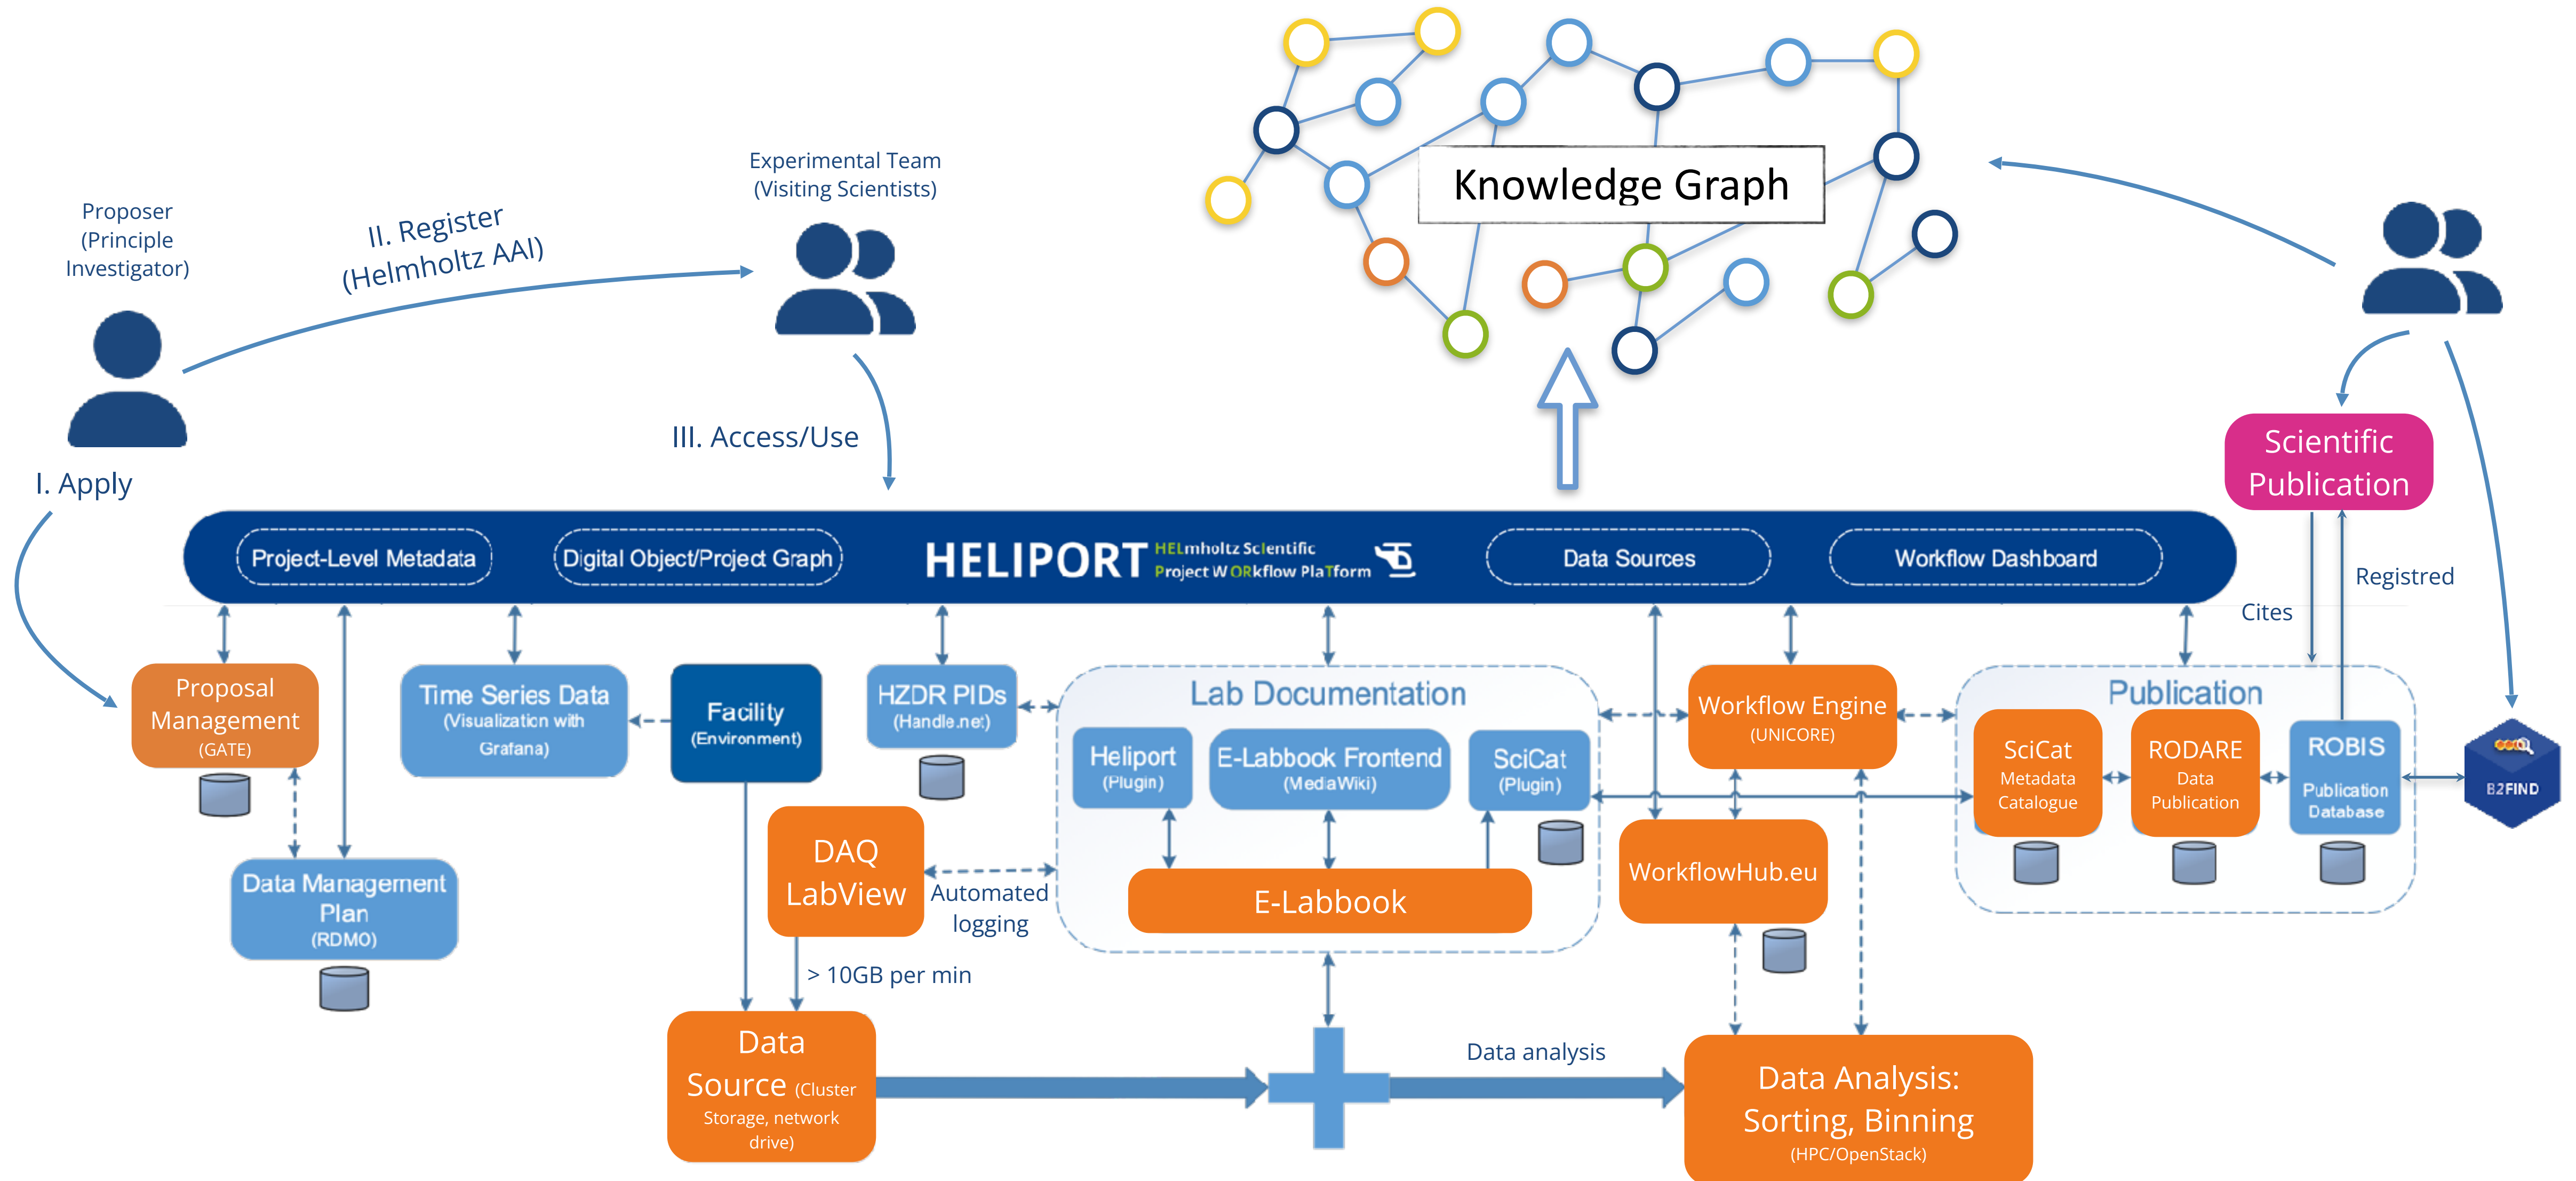 Proposer
(Principle
Investigator)
II. Register
(Helmholtz AAI)
Experimental Team
(Visiting Scientists)
Knowledge Graph
I. Apply
III. Access/Use
Scientific
Publication
Project-Level Metadata
Digital Object/Project Graph
HELIPORT
HELmholtz ScIentific
Project WORkflow PlaTform
Data Sources
Workflow Dashboard
Registred
Cites
Proposal
Management
(GATE)
Time Series Data
(Visualization with
Grafana)
Facility
(Environment)
HZDR PIDs
(Handle.net)
Lab Documentation
Heliport
(Plugin)
E-Labbook Frontend
(MediaWiki)
SciCat
(Plugin)
E-Labbook
Workflow Engine
(UNICORE)
WorkflowHub.eu
Publication
SciCat
Metadata
Catalogue
RODARE
Data
Publication
ROBIS
Publication
Database
B2FIND
Data Management
Plan
(RDMO)
DAQ
LabView
Automated
logging
> 10GB per min
Data
Source (Cluster
Storage, network
drive)
Data analysis
Data Analysis:
Sorting, Binning
(HPC/OpenStack)